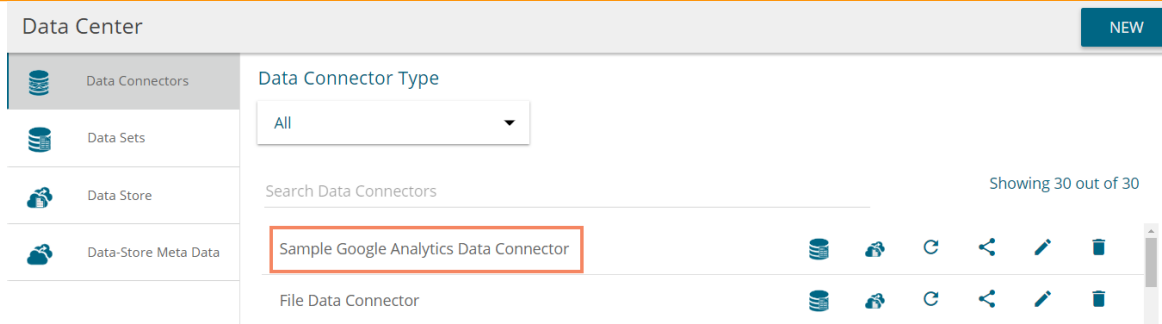 Data Center
NEW
Data Connectors
Data Sets
Data Store
Data-Store Meta Data
Data Connector Type
All
Search Data Connectors
Showing 30 out of 30
Sample Google Analytics Data Connector
File Data Connector